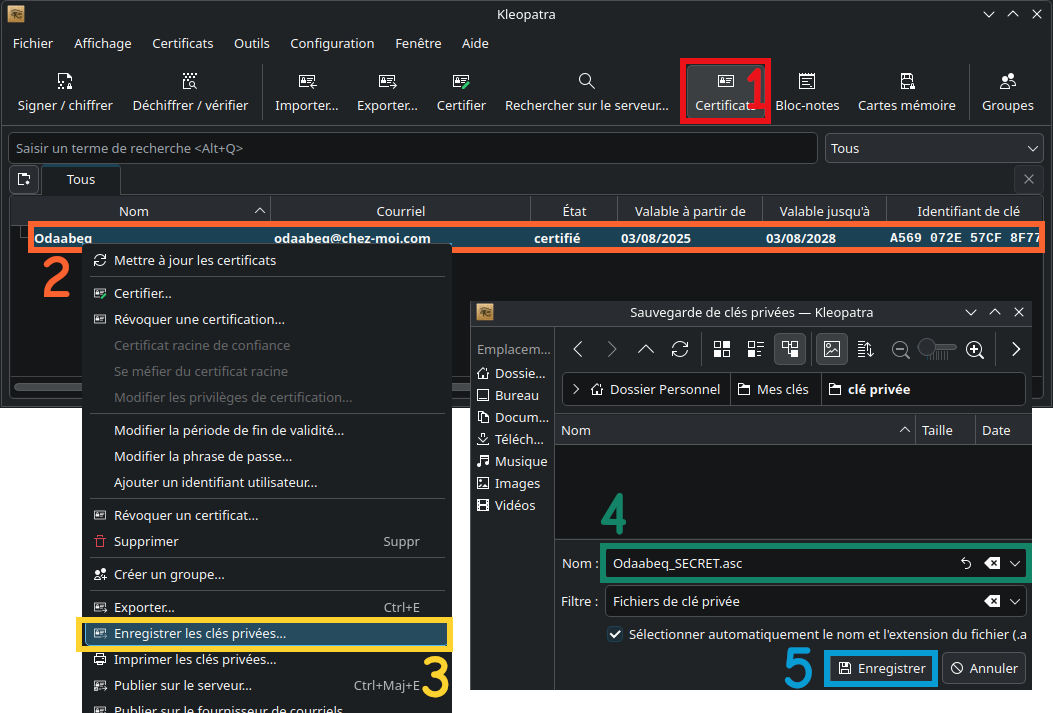 Kleopatra
Fichier Affichage Certificats Outils Configuration Fenêtre Aide
Signer / chiffrer Déchiffrer / vérifier Importer... Exporter... Certifier Rechercher sur le serveur... Certificats Bloc-notes Cartes mémoire Groupes
1
Saisir un terme de recherche <Alt+Q> Tous
Tous
Nom Courriel État Valable à partir de Valable jusqu'à Identifiant de clé
Odaabeq odaabeq@chez-moi.com certifié 03/08/2025 03/08/2028 A569 072E 57CF 8F77
2
Mettre à jour les certificats
Certifier...
Révoquer une certification...
Certificat racine de confiance
Se méfier du certificat racine
Modifier les privilèges de certification...
Modifier la période de fin de validité...
Modifier la phrase de passe...
Ajouter un identifiant utilisateur...
Révoquer un certificat...
Supprimer Suppr
Créer un groupe...
Exporter... Ctrl+E
Enregistrer les clés privées...
Imprimer les clés privées...
3
Publier sur le serveur... Ctrl+Maj+E
Publier sur le fournisseur de courriels
Sauvegarde de clés privées — Kleopatra
Emplacem...
Dossie...
Bureau
Docum...
Téléch...
Musique
Images
Vidéos
Dossier Personnel Mes clés clé privée
Nom Taille Date
4
Nom : Odaabeq_SECRET.asc
Filtre : Fichiers de clé privée
Sélectionner automatiquement le nom et l'extension du fichier (.a
5
Enregistrer Annuler